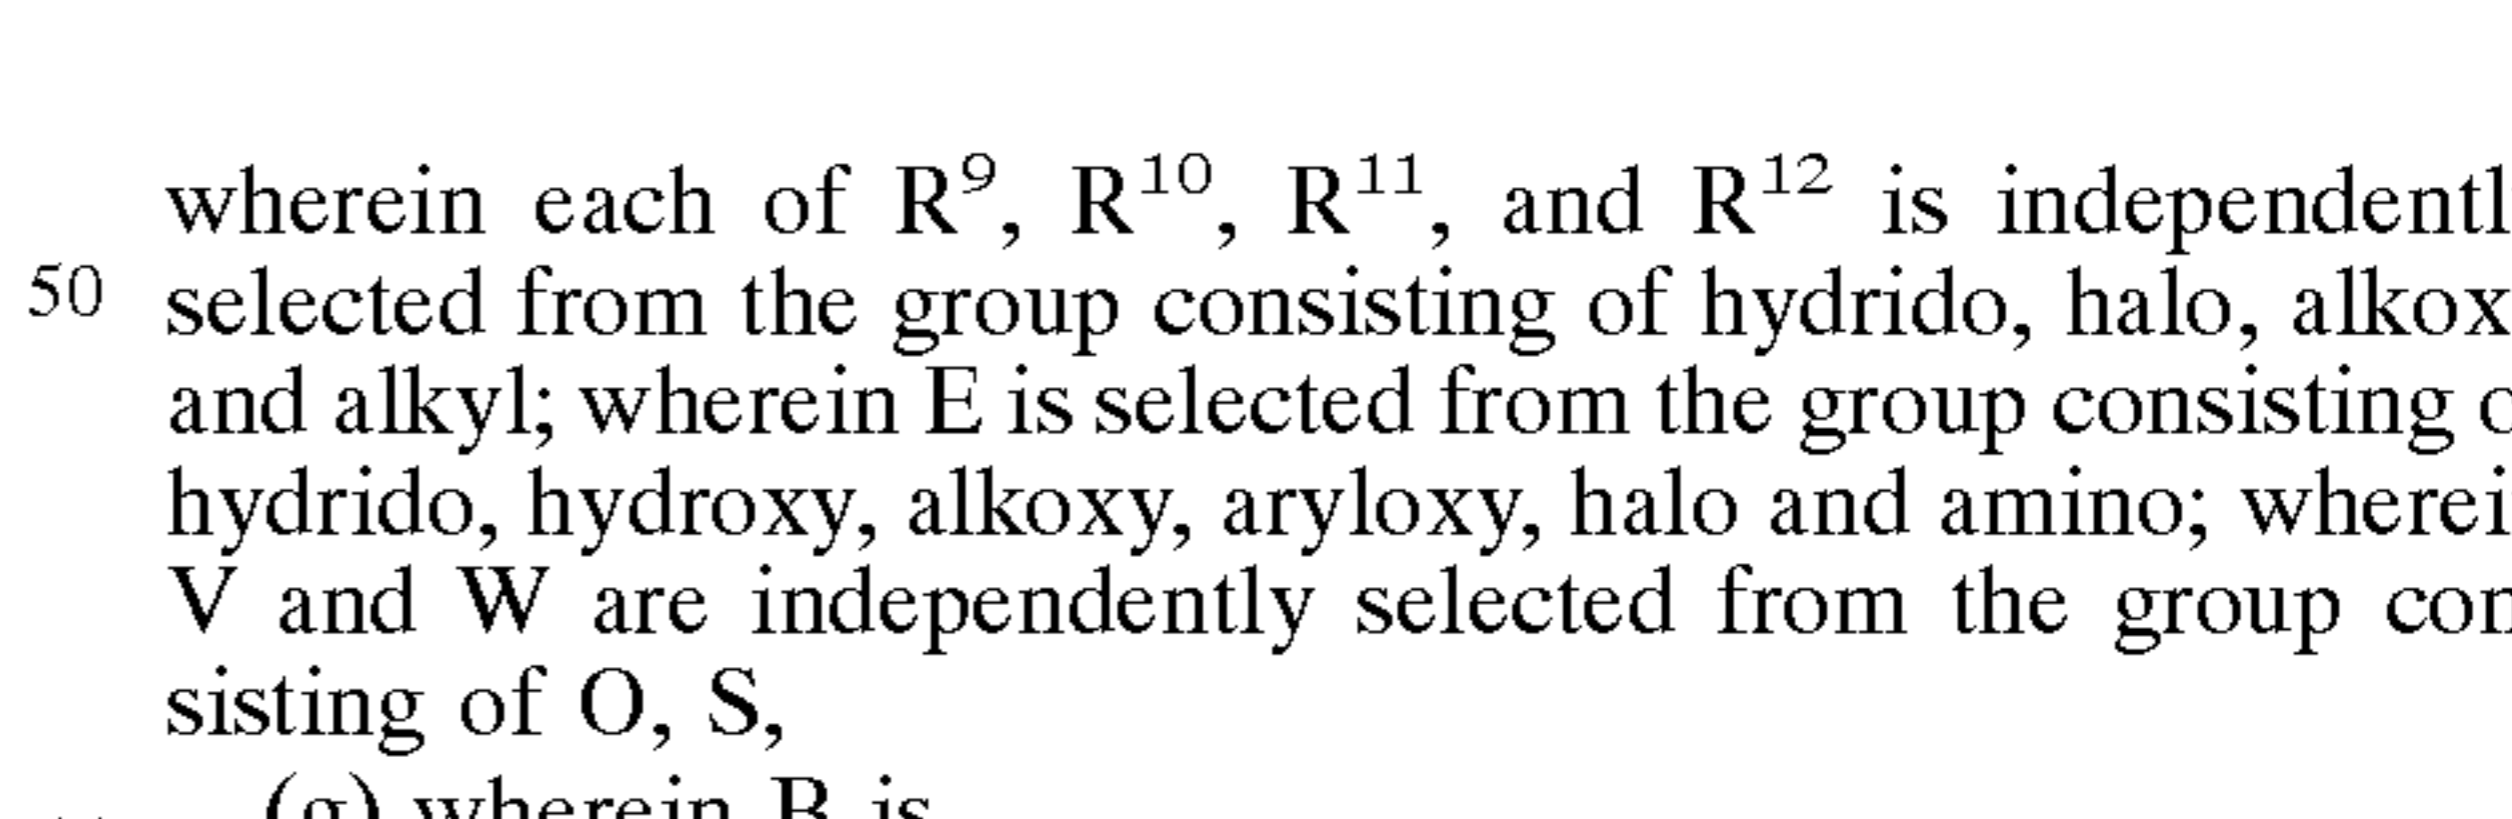 wherein each of R⁹, R¹⁰, R¹¹, and R¹² is independentl
50 selected from the group consisting of hydrido, halo, alkox
and alkyl; wherein E is selected from the group consisting o
hydrido, hydroxy, alkoxy, aryloxy, halo and amino; wherei
V and W are independently selected from the group con
sisting of O, S,
(g) wherein B is